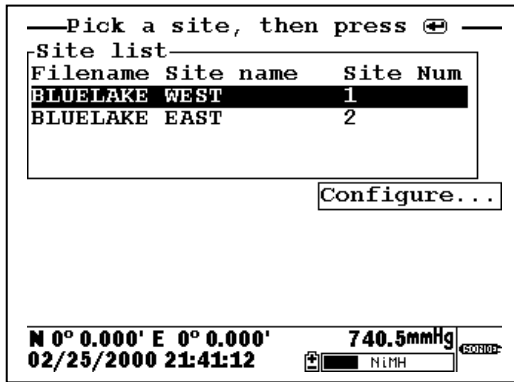 Pick a site, then press
Site list
Filename Site name Site Num
BLUELAKE WEST 1
BLUELAKE EAST 2
Configure...
N 0° 0.000' E 0° 0.000' 740.5mmHg
SONDE
02/25/2000 21:41:12 NiMH